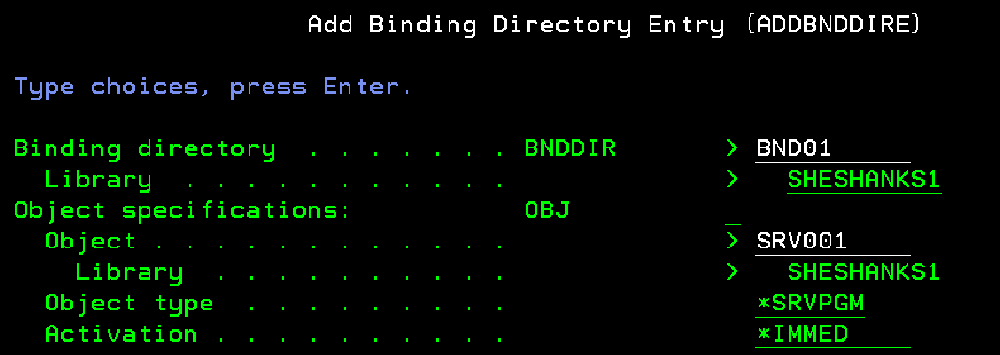 Add Binding Directory Entry (ADDBNDDIRE)
Type choices, press Enter.
Binding directory . . . . . . . BNDDIR > BND01
Library . . . . . . . . . . . > SHESHANKS1
Object specifications: OBJ _
Object . . . . . . . . . . . . > SRV001
Library . . . . . . . . . . > SHESHANKS1
Object type . . . . . . . . . *SRVPGM
Activation . . . . . . . . . . *IMMED